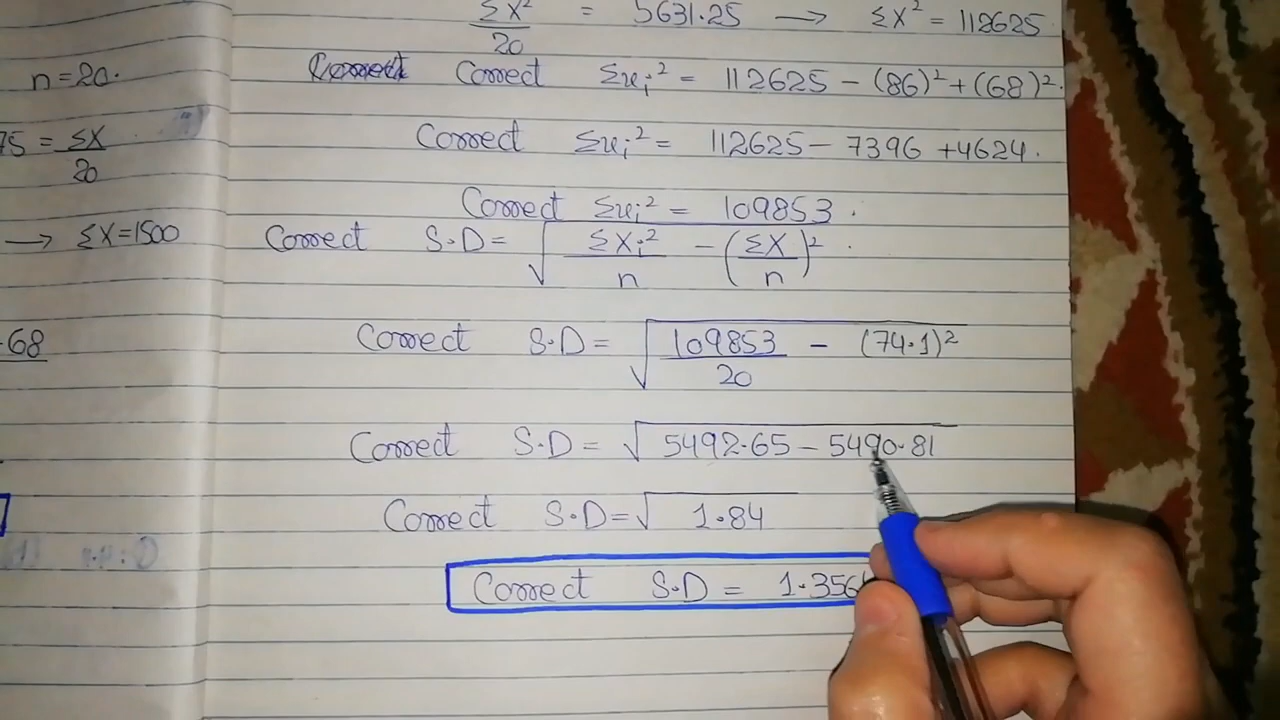 ΣX²/20 = 5631.25 → ΣX² = 112625
n=20.
Correct Σxᵢ² = 112625 − (86)² + (68)².
75 = ΣX/20
Correct Σxᵢ² = 112625 − 7396 + 4624.
Correct Σxᵢ² = 109853.
→ ΣX=1500
Correct S.D = √(ΣXᵢ²/n − (ΣX/n)²).
68
Correct S.D = √(109853/20 − (74.1)²)
Correct S.D = √(5492.65 − 5490.81)
Correct S.D = √1.84
Correct S.D = 1.356